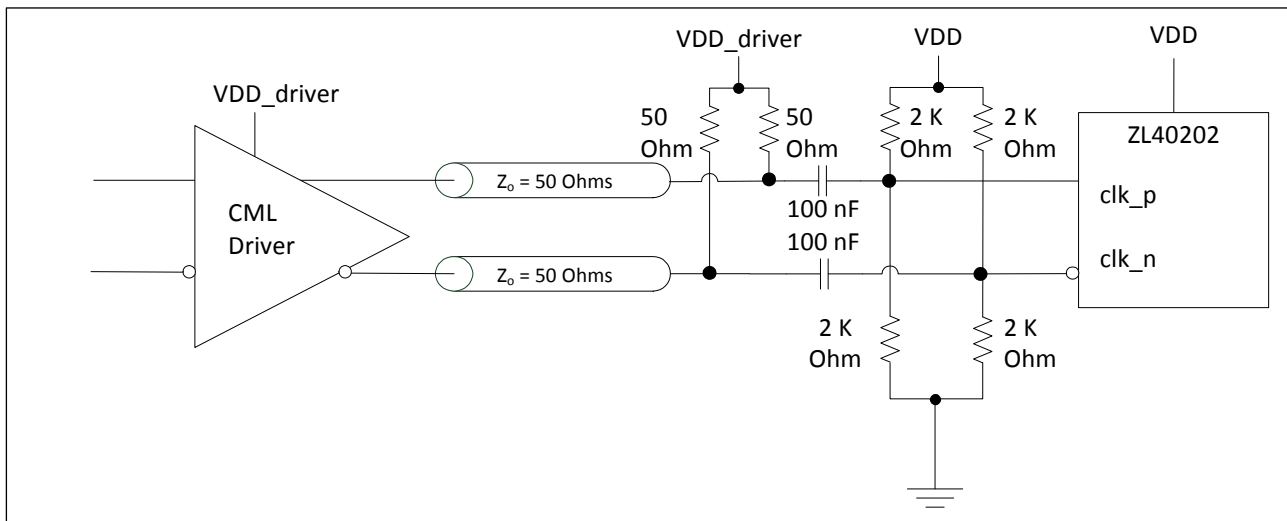 VDD_driver
VDD
VDD
VDD_driver
50
Ohm
50
Ohm
2 K
Ohm
2 K
Ohm
ZL40202
Zo = 50 Ohms
clk_p
CML
Driver
100 nF
100 nF
clk_n
Zo = 50 Ohms
2 K
Ohm
2 K
Ohm